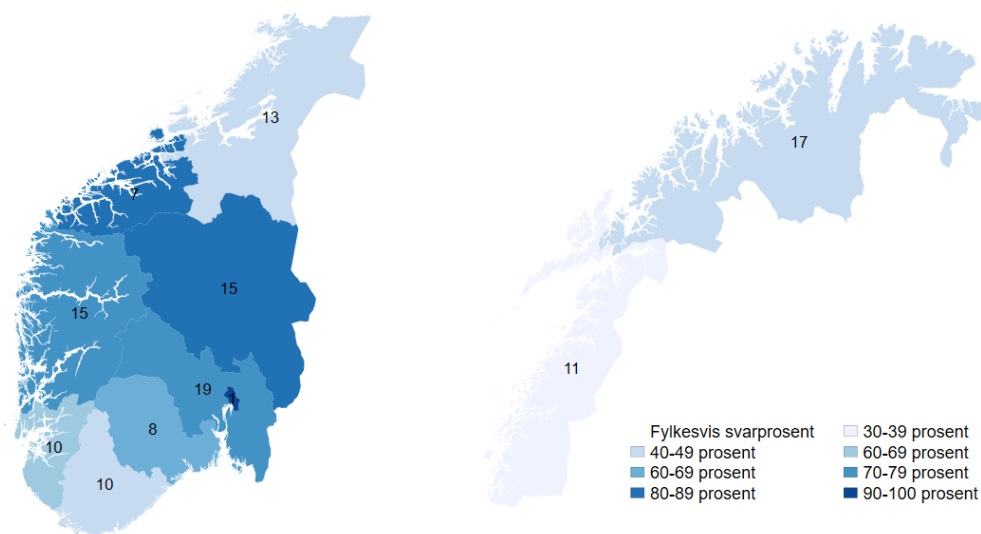 13
17
7
15
15
11
19
1
8
10
10
Fylkesvis svarprosent
30-39 prosent
40-49 prosent
60-69 prosent
60-69 prosent
70-79 prosent
80-89 prosent
90-100 prosent